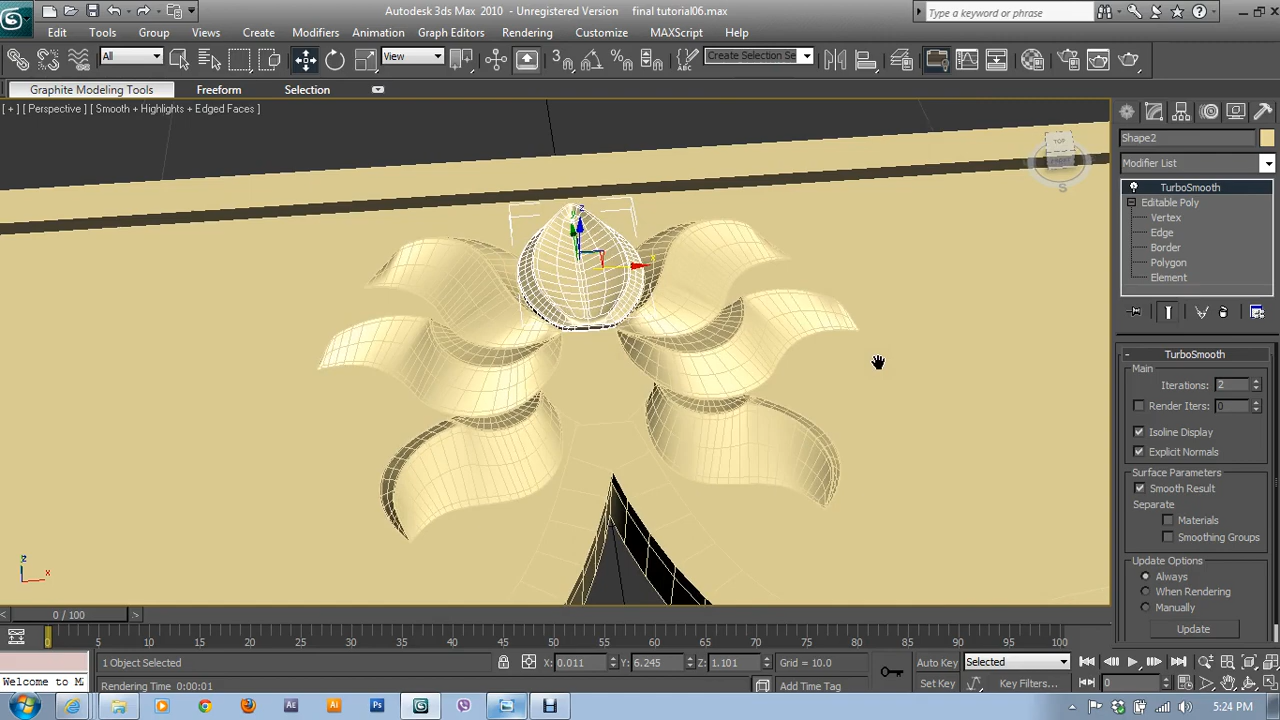 Autodesk 3ds Max 2010 - Unregistered Version final tutorial06.max
Type a keyword or phrase
Edit Tools Group Views Create Modifiers Animation Graph Editors Rendering Customize MAXScript Help
All View Create Selection Se
Graphite Modeling Tools Freeform Selection
[ + ] [ Perspective ] [ Smooth + Highlights + Edged Faces ]
TOP
S
Shape2
Modifier List
TurboSmooth
Editable Poly
Vertex
Edge
Border
Polygon
Element
TurboSmooth
Main
Iterations: 2
Render Iters: 0
Isoline Display
Explicit Normals
Surface Parameters
Smooth Result
Separate
Materials
Smoothing Groups
Update Options
Always
When Rendering
Manually
Update
z
x
0 / 100
0 5 10 15 20 25 30 35 40 45 50 55 60 65 70 75 80 85 90 95 100
1 Object Selected X: 0.011 Y: 6.245 Z: 1.101 Grid = 10.0 Auto Key Selected
Welcome to M
Rendering Time 0:00:01 Add Time Tag Set Key Key Filters... 0
5:24 PM